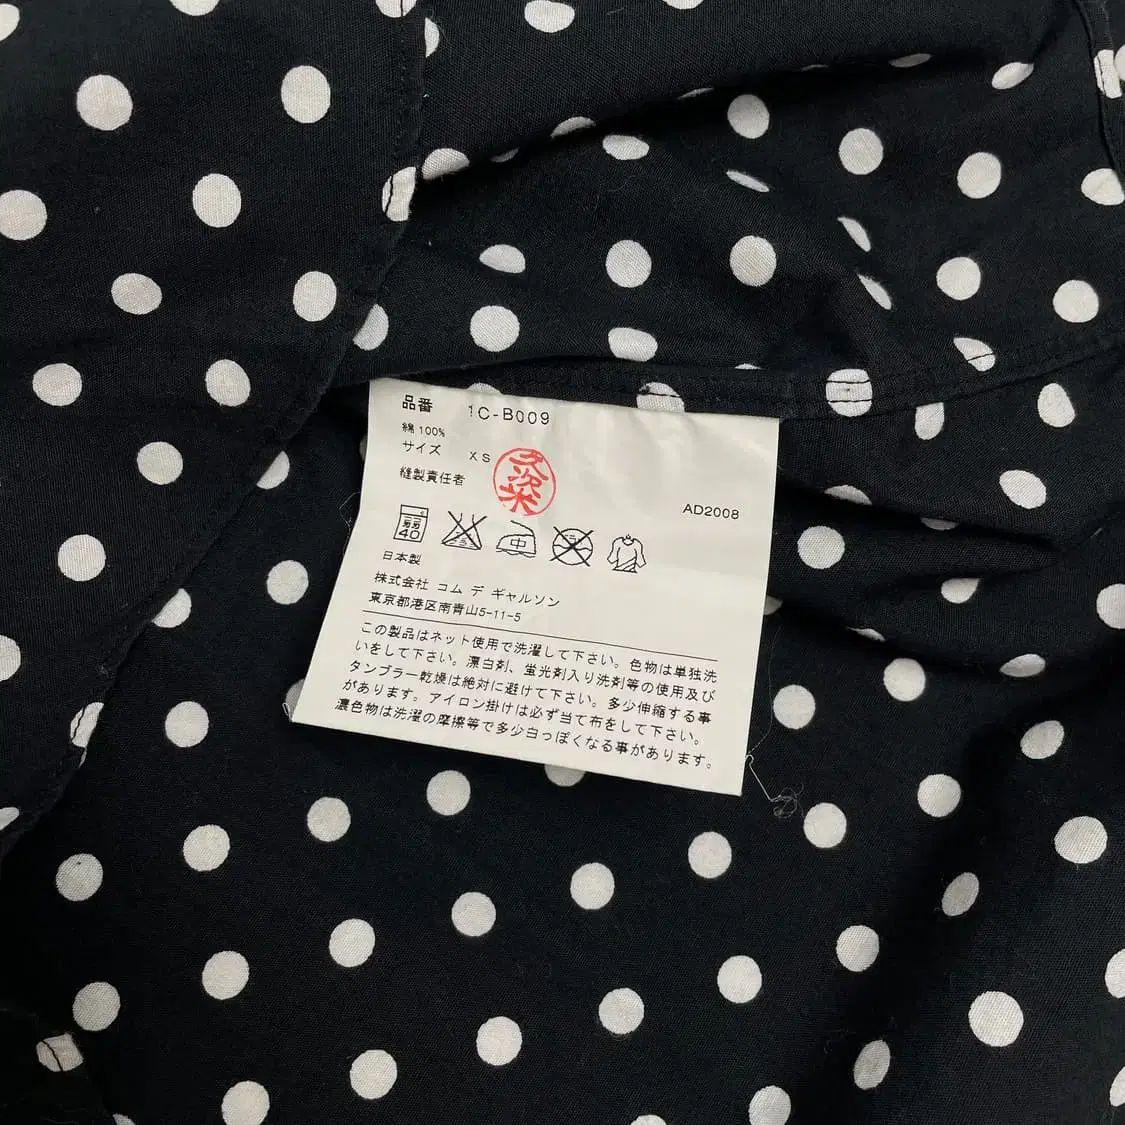 品番 1C-B009
綿 100%
サイズ XS
縫製責任者 久次米
AD2008
弱 40 中
日本製
株式会社 コム デ ギャルソン
東京都港区南青山5-11-5
この製品はネット使用で洗濯して下さい。色物は単独洗
いをして下さい。漂白剤、蛍光剤入り洗剤等の使用及び
タンブラー乾燥は絶対に避けて下さい。多少伸縮する事
があります。アイロン掛けは必ず当て布をして下さい。
濃色物は洗濯の摩擦等で多少白っぽくなる事があります。